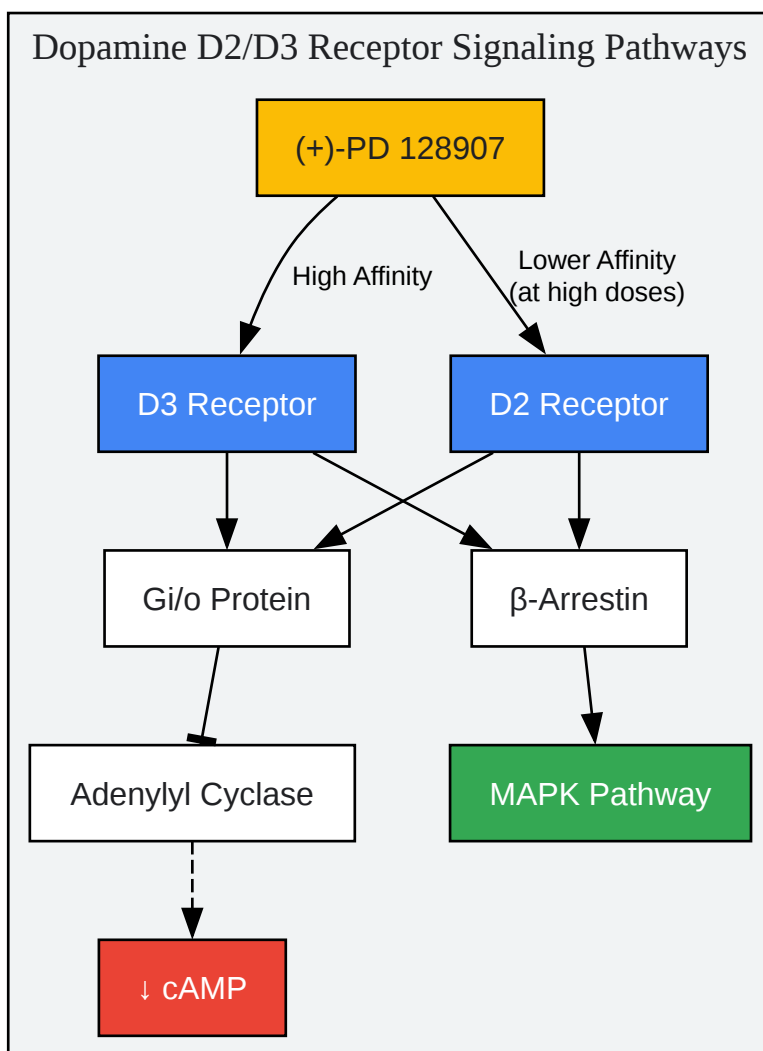 Dopamine D2/D3 Receptor Signaling Pathways
(+)-PD 128907
High Affinity
Lower Affinity
(at high doses)
D3 Receptor
D2 Receptor
Gi/o Protein
β-Arrestin
Adenylyl Cyclase
MAPK Pathway
↓ cAMP